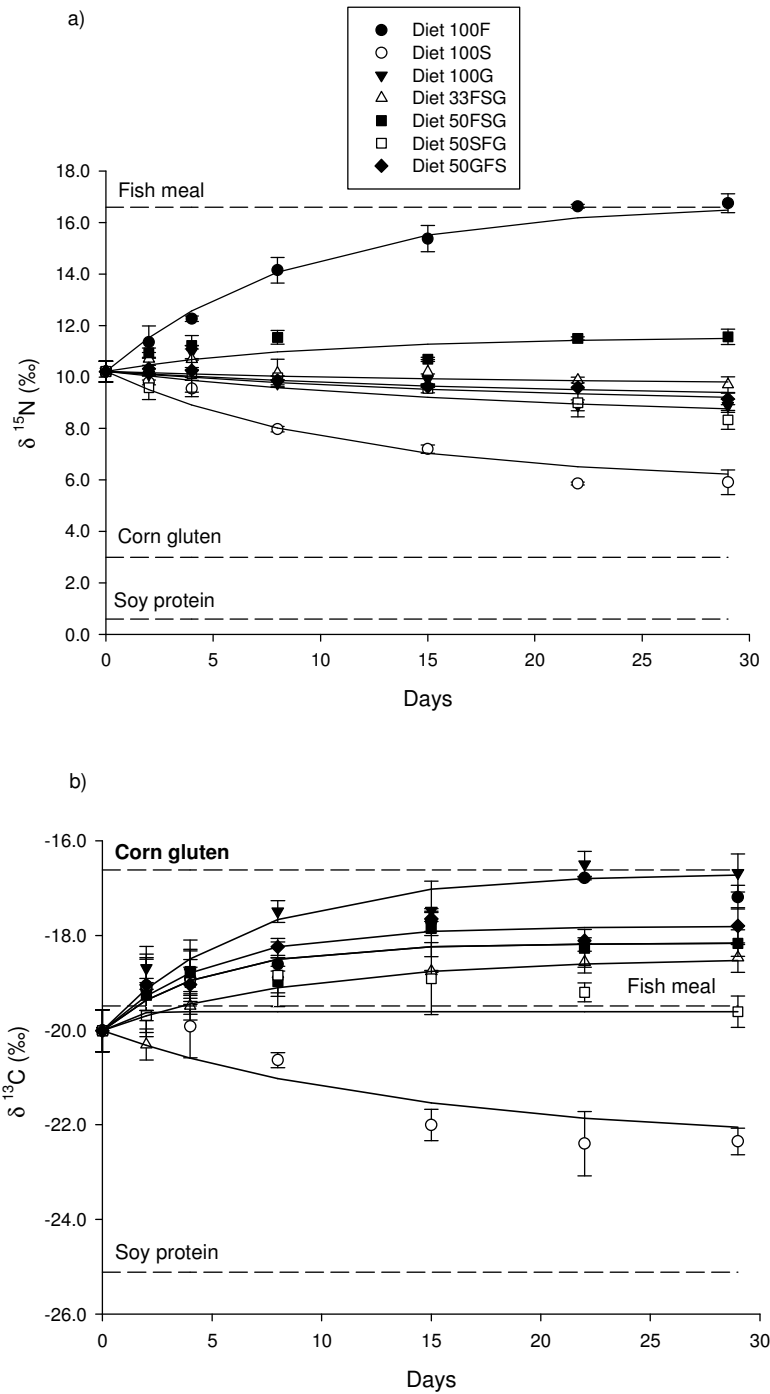 a)
Diet 100F
Diet 100S
Diet 100G
Diet 33FSG
Diet 50FSG
Diet 50SFG
Diet 50GFS
18.0
16.0
14.0
12.0
10.0
8.0
6.0
4.0
2.0
0.0
δ 15N (‰)
Fish meal
Corn gluten
Soy protein
0 5 10 15 20 25 30
Days
b)
-16.0
-18.0
-20.0
-22.0
-24.0
-26.0
δ 13C (‰)
Corn gluten
Fish meal
Soy protein
0 5 10 15 20 25 30
Days